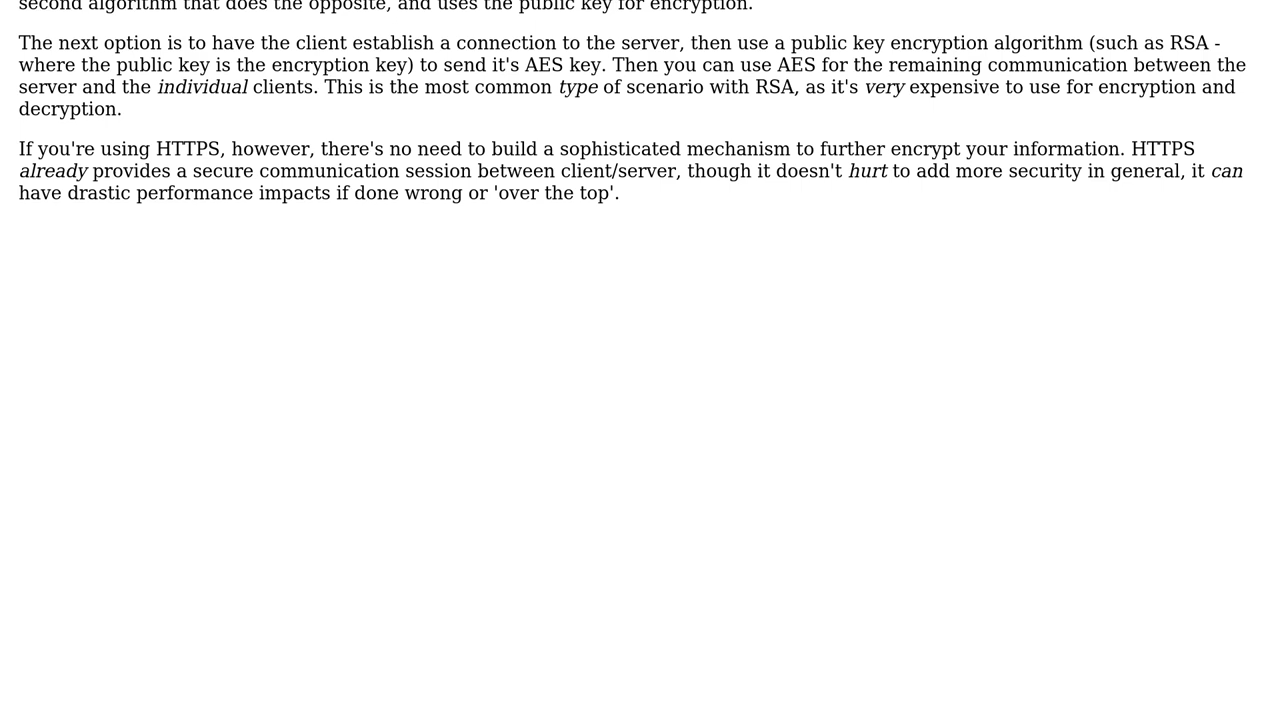 second algorithm that does the opposite, and uses the public key for encryption.
The next option is to have the client establish a connection to the server, then use a public key encryption algorithm (such as RSA -
where the public key is the encryption key) to send it's AES key. Then you can use AES for the remaining communication between the
server and the individual clients. This is the most common type of scenario with RSA, as it's very expensive to use for encryption and
decryption.
If you're using HTTPS, however, there's no need to build a sophisticated mechanism to further encrypt your information. HTTPS
already provides a secure communication session between client/server, though it doesn't hurt to add more security in general, it can
have drastic performance impacts if done wrong or 'over the top'.